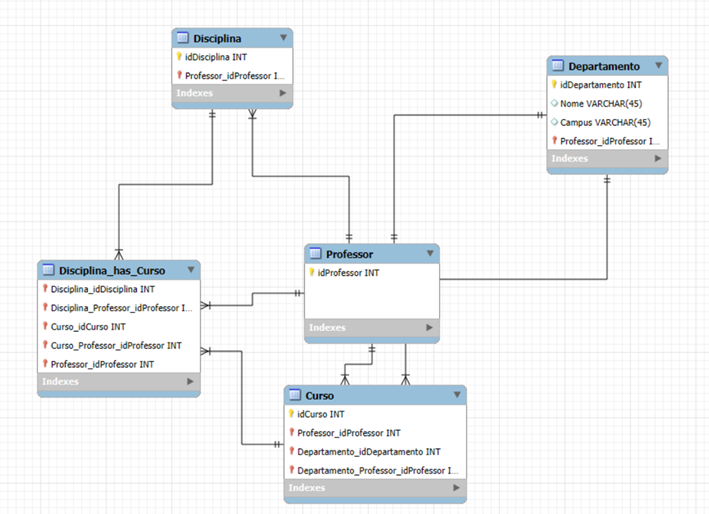 Disciplina
idDisciplina INT
Professor_idProfessor I...
Indexes
Departamento
idDepartamento INT
Nome VARCHAR(45)
Campus VARCHAR(45)
Professor_idProfessor I...
Indexes
Professor
idProfessor INT
Indexes
Disciplina_has_Curso
Disciplina_idDisciplina INT
Disciplina_Professor_idProfessor I...
Curso_idCurso INT
Curso_Professor_idProfessor INT
Professor_idProfessor INT
Indexes
Curso
idCurso INT
Professor_idProfessor INT
Departamento_idDepartamento INT
Departamento_Professor_idProfessor I...
Indexes